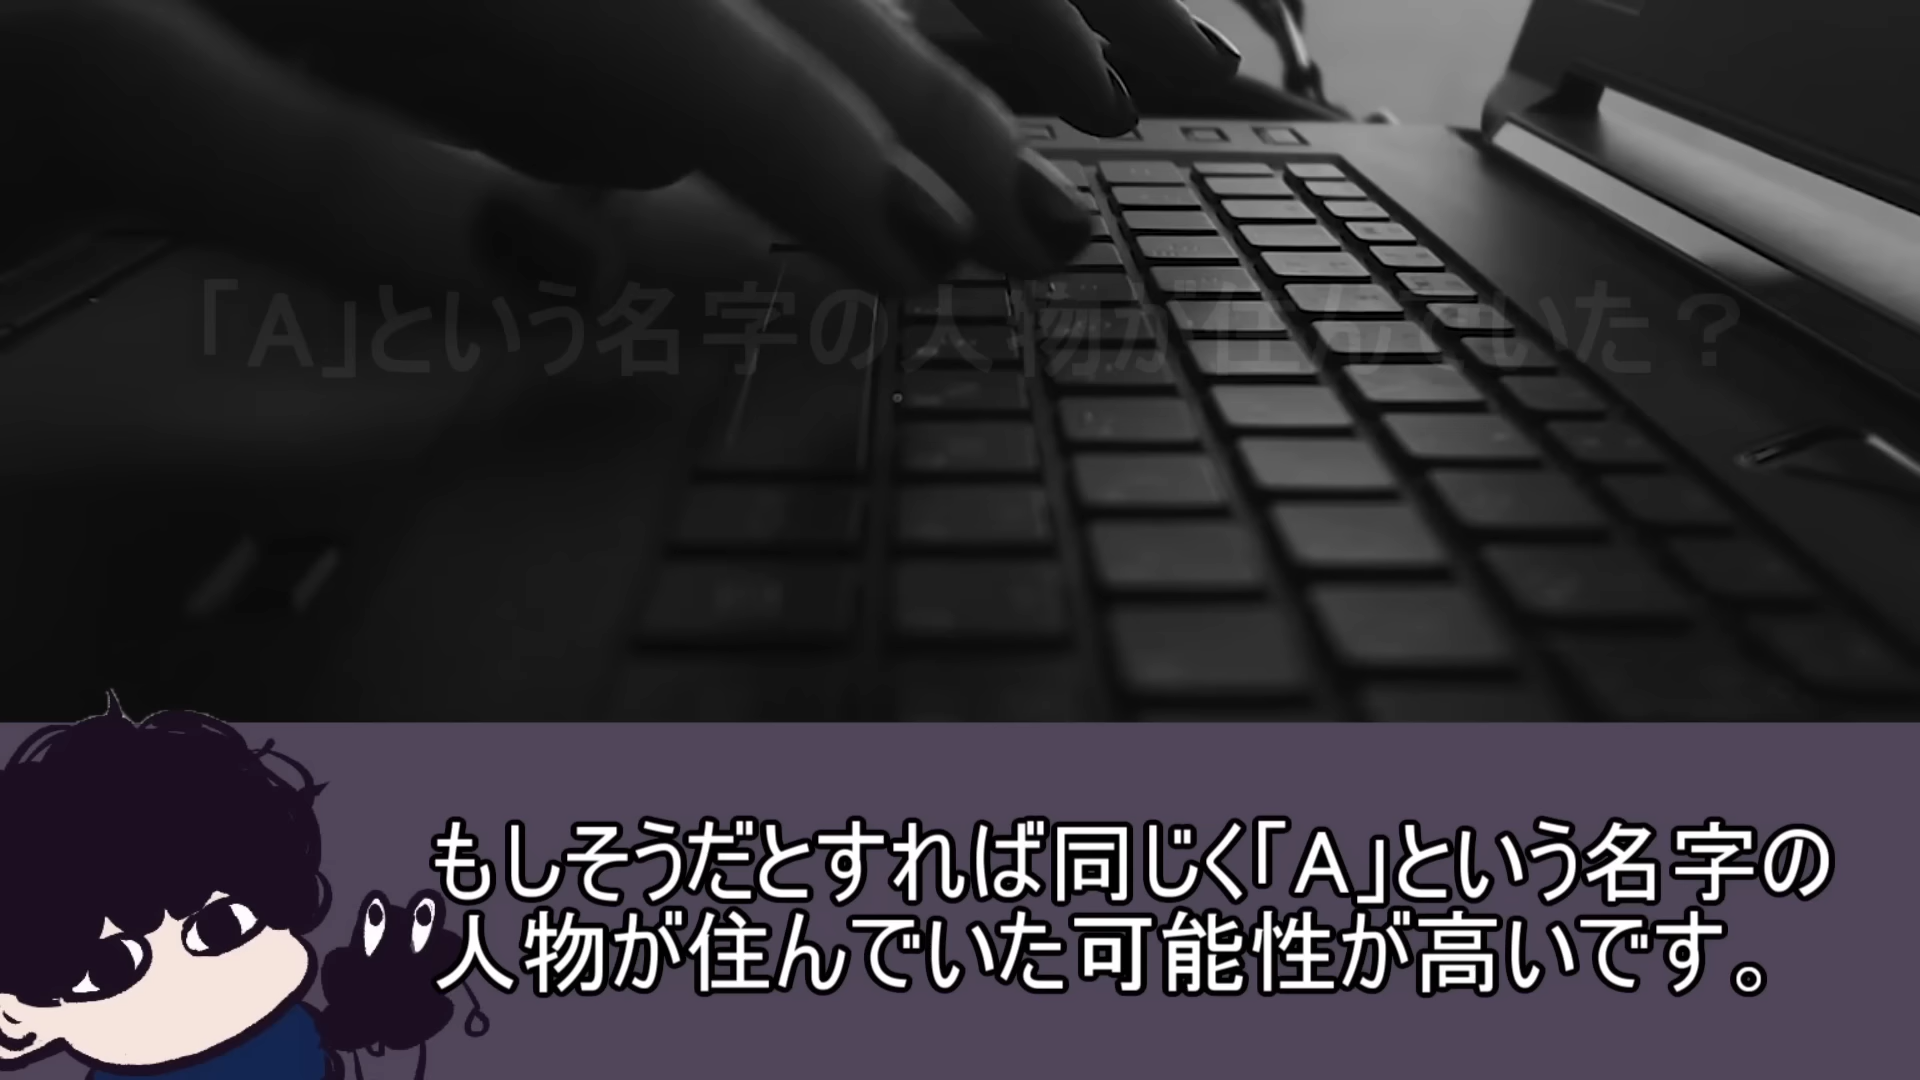 「A」という名字の人物が住んでいた？
もしそうだとすれば同じく「A」という名字の
人物が住んでいた可能性が高いです。